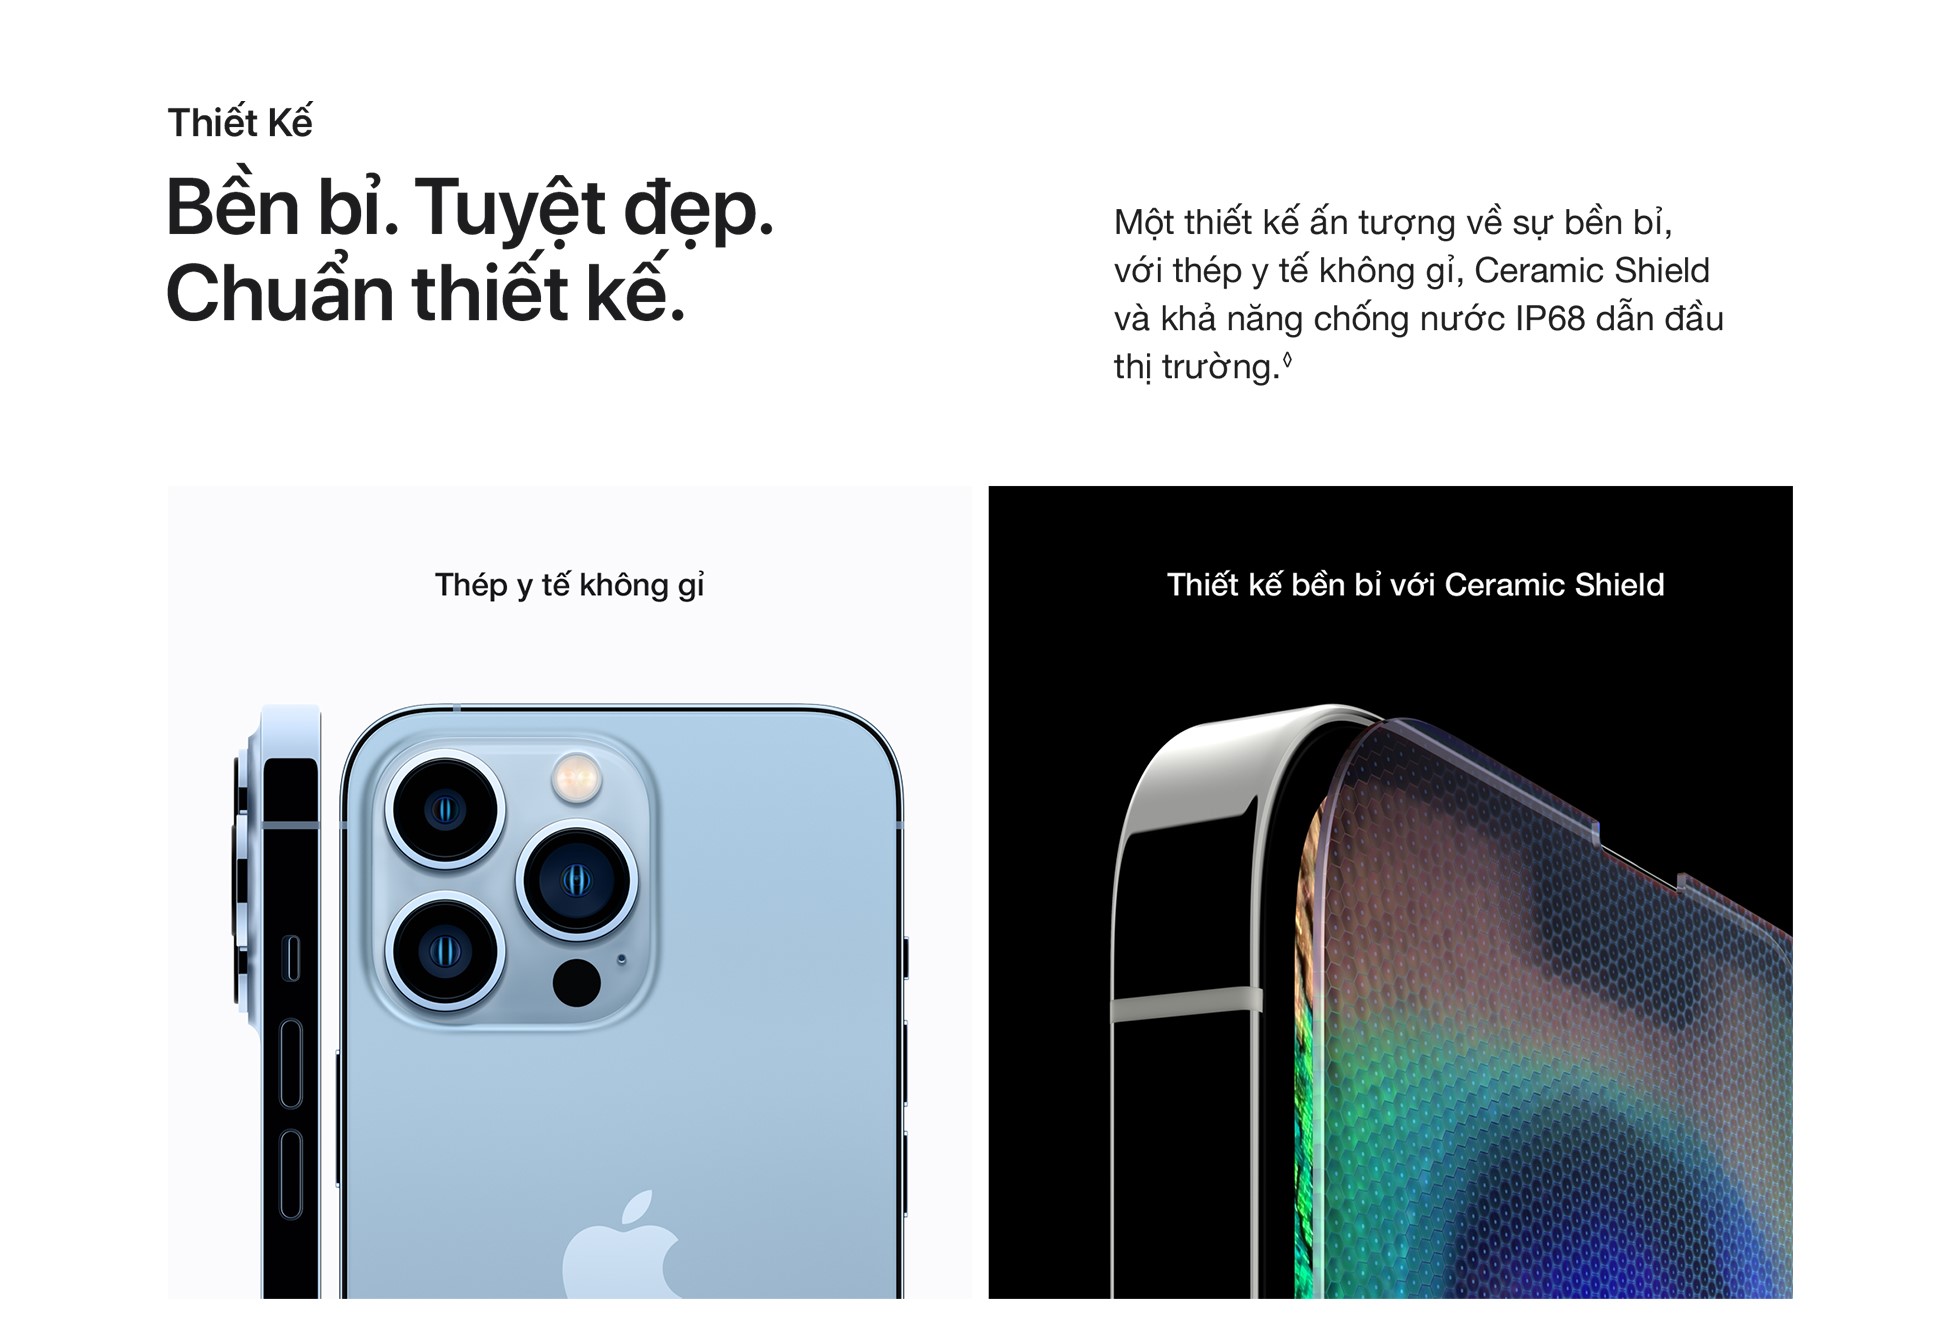 Thiết Kế
Bền bỉ. Tuyệt đẹp.
Chuẩn thiết kế.
Một thiết kế ấn tượng về sự bền bỉ,
với thép y tế không gỉ, Ceramic Shield
và khả năng chống nước IP68 dẫn đầu
thị trường.◊
Thép y tế không gỉ
Thiết kế bền bỉ với Ceramic Shield